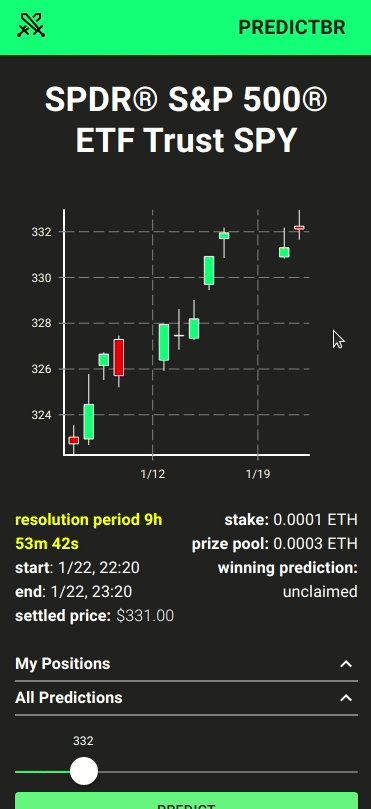 PREDICTBR
SPDR® S&P 500®
ETF Trust SPY
332
330
328
326
324
1/12
1/19
resolution period 9h
53m 42s
start: 1/22, 22:20
end: 1/22, 23:20
settled price: $331.00
stake: 0.0001 ETH
prize pool: 0.0003 ETH
winning prediction:
unclaimed
My Positions
All Predictions
332
PREDICT